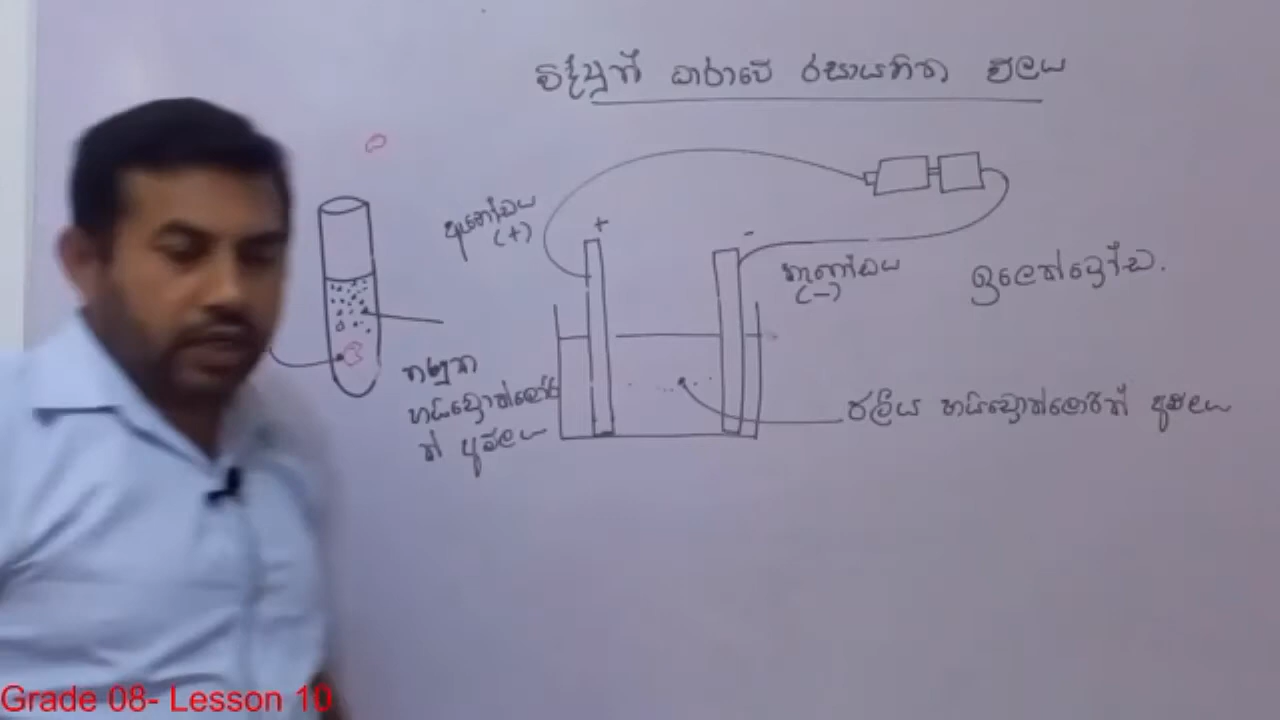 විද්‍යුත් ධාරාවේ රසායනික ඵලය
+
-
ඇනෝඩය
(+)
කැතෝඩය
(-)
ඉලෙක්ට්‍රෝඩ.
තනුක
හයිඩ්‍රොක්ලෝරි
ක් අම්ලය
ජලීය හයිඩ්‍රොක්ලොරික් අම්ලය
Grade 08- Lesson 10